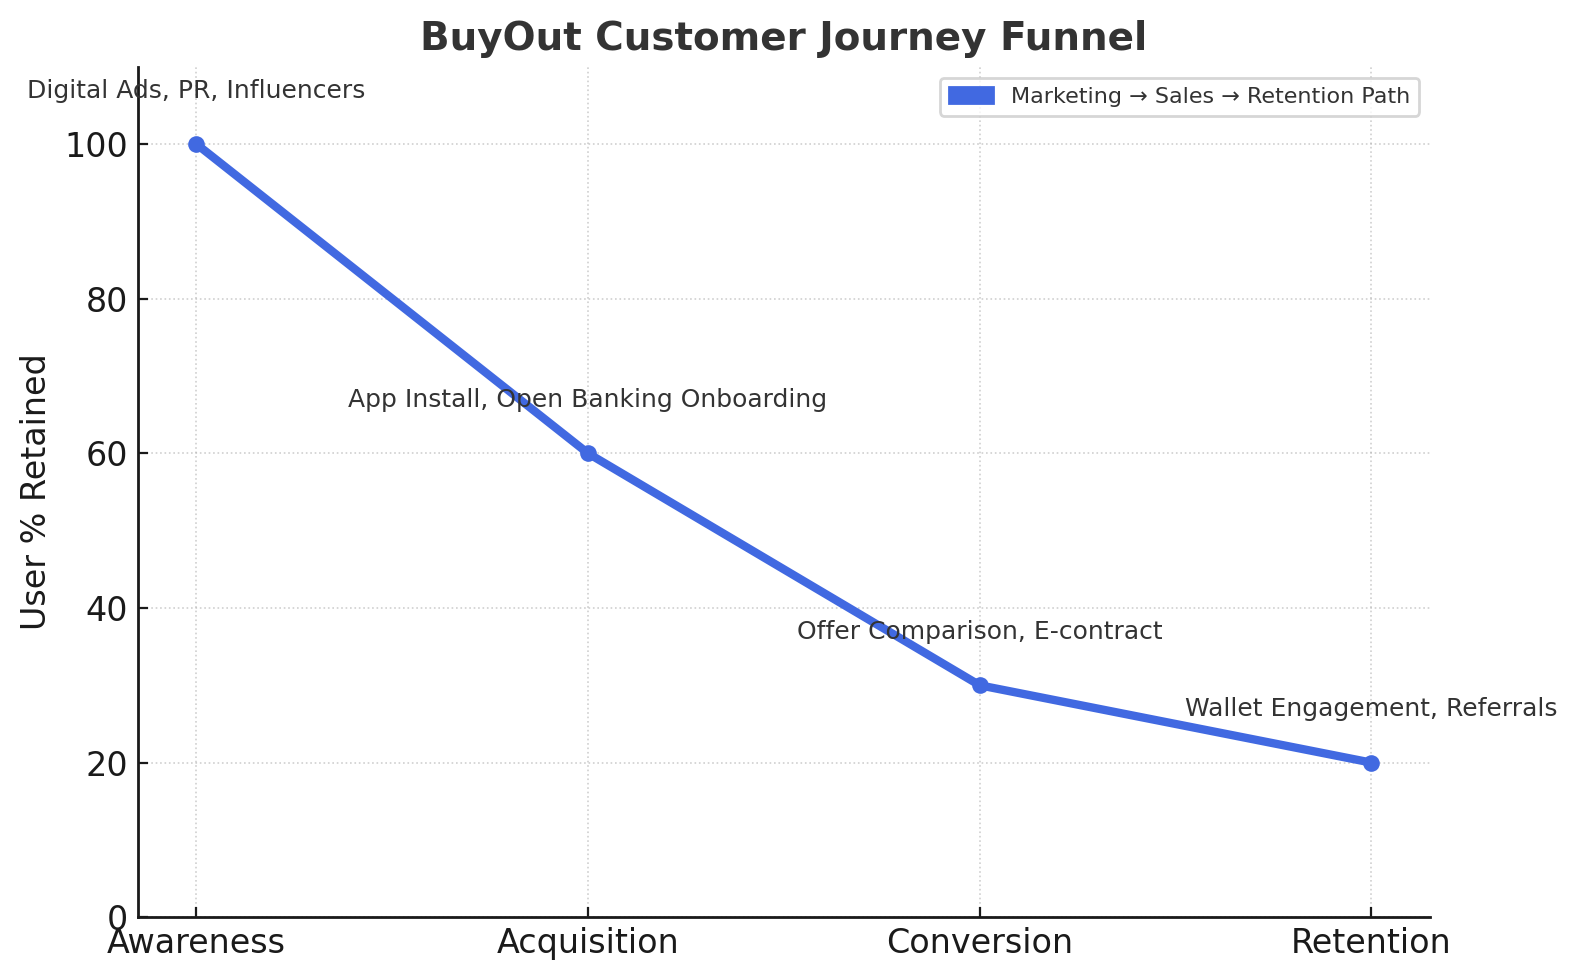 BuyOut Customer Journey Funnel
Digital Ads, PR, Influencers
Marketing → Sales → Retention Path
100
80
App Install, Open Banking Onboarding
60
User % Retained
40
Offer Comparison, E-contract
Wallet Engagement, Referrals
20
0
Awareness
Acquisition
Conversion
Retention